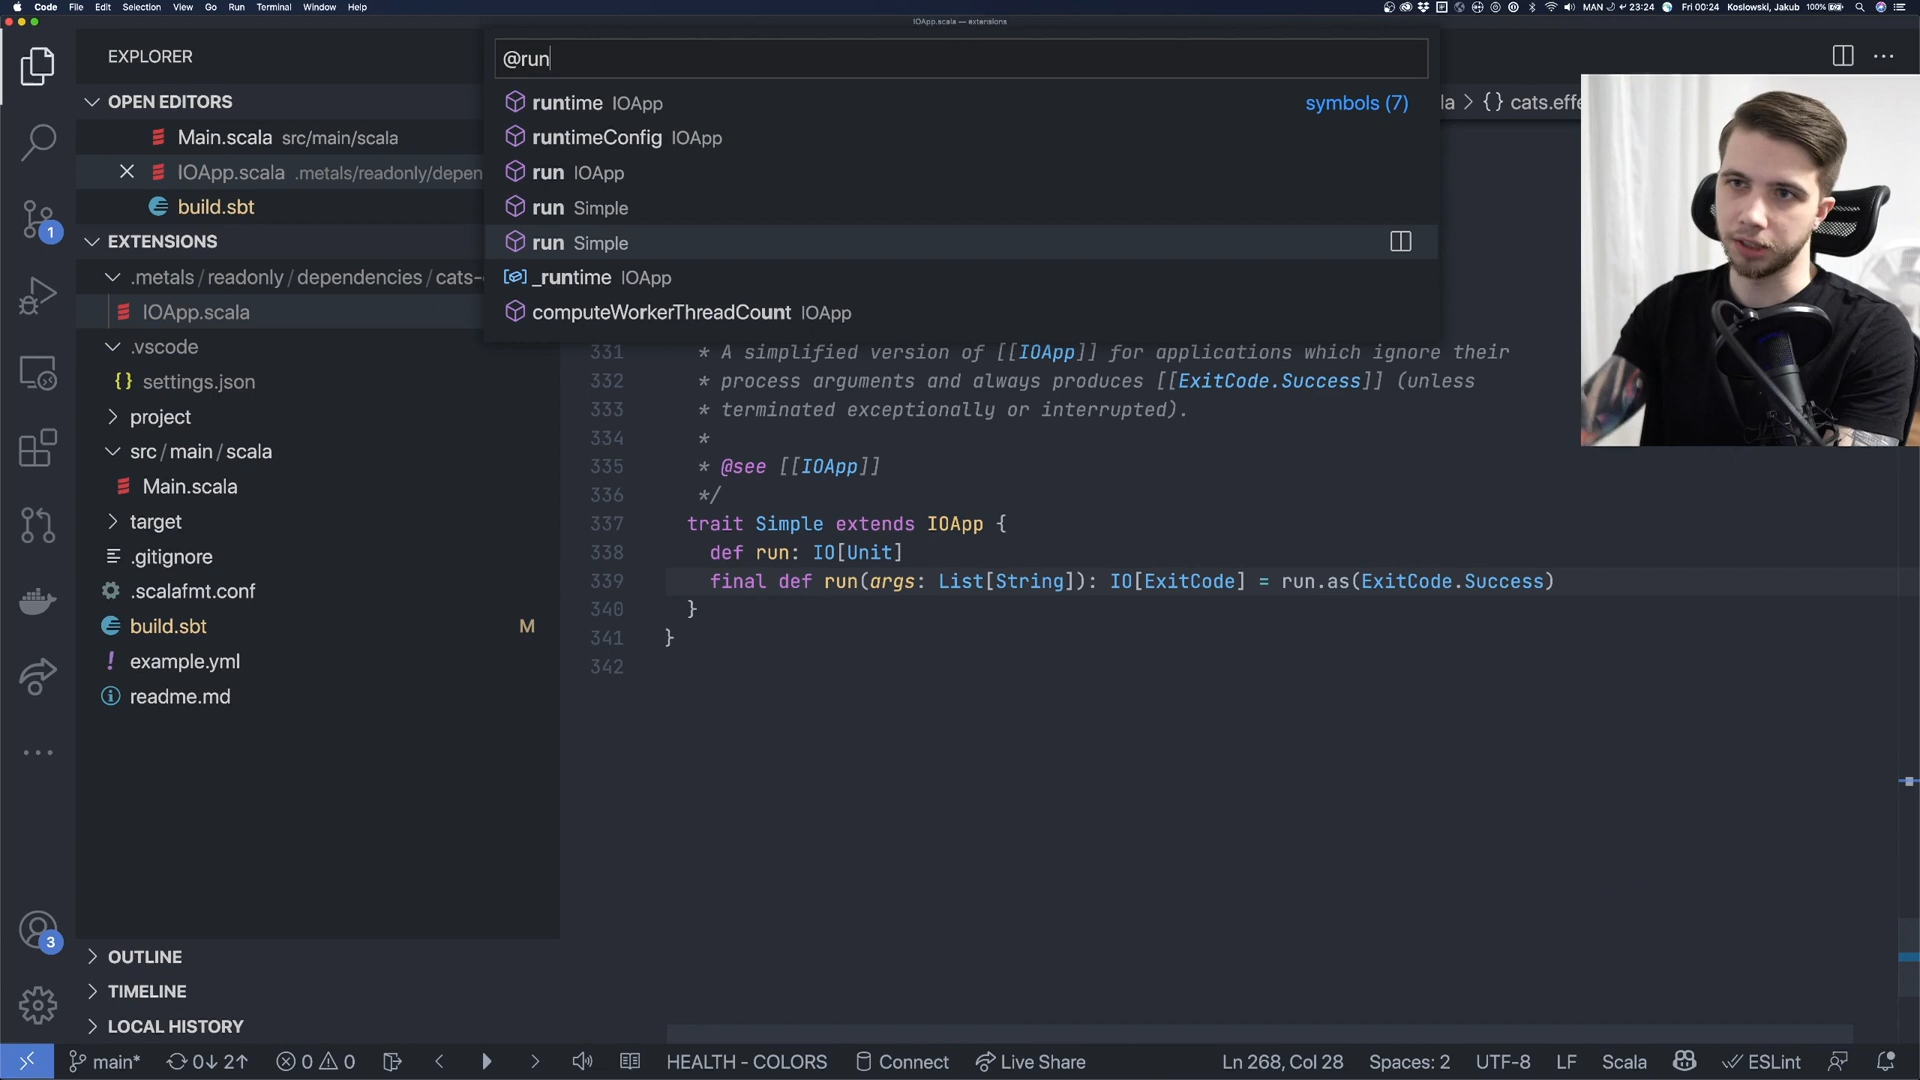 Code File Edit Selection View Go Run Terminal Window Help
MAN 23:24 Fri 00:24 Koslowski, Jakub 100%
IOApp.scala — extensions
EXPLORER
@run
OPEN EDITORS
Main.scala src/main/scala
IOApp.scala .metals/readonly/depen
build.sbt
EXTENSIONS
.metals / readonly / dependencies / cats-
IOApp.scala
.vscode
settings.json
project
src / main / scala
Main.scala
target
.gitignore
.scalafmt.conf
build.sbt M
example.yml
readme.md
runtime IOApp symbols (7)
runtimeConfig IOApp
run IOApp
run Simple
run Simple
_runtime IOApp
computeWorkerThreadCount IOApp
la > {} cats.effe
331 * A simplified version of [[IOApp]] for applications which ignore their
332 * process arguments and always produces [[ExitCode.Success]] (unless
333 * terminated exceptionally or interrupted).
334 *
335 * @see [[IOApp]]
336 */
337 trait Simple extends IOApp {
338 def run: IO[Unit]
339 final def run(args: List[String]): IO[ExitCode] = run.as(ExitCode.Success)
340 }
341 }
342
1
3
OUTLINE
TIMELINE
LOCAL HISTORY
main* 0↓ 2↑ 0 0 HEALTH - COLORS Connect Live Share Ln 268, Col 28 Spaces: 2 UTF-8 LF Scala ESLint